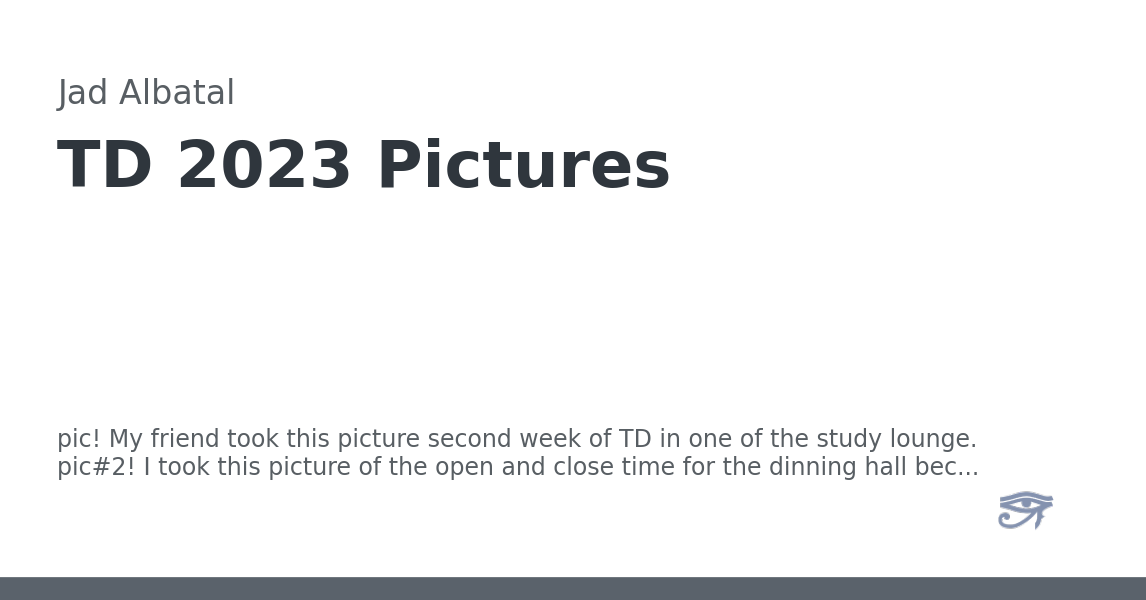 Jad Albatal
TD 2023 Pictures
pic! My friend took this picture second week of TD in one of the study lounge.
pic#2! I took this picture of the open and close time for the dinning hall bec...